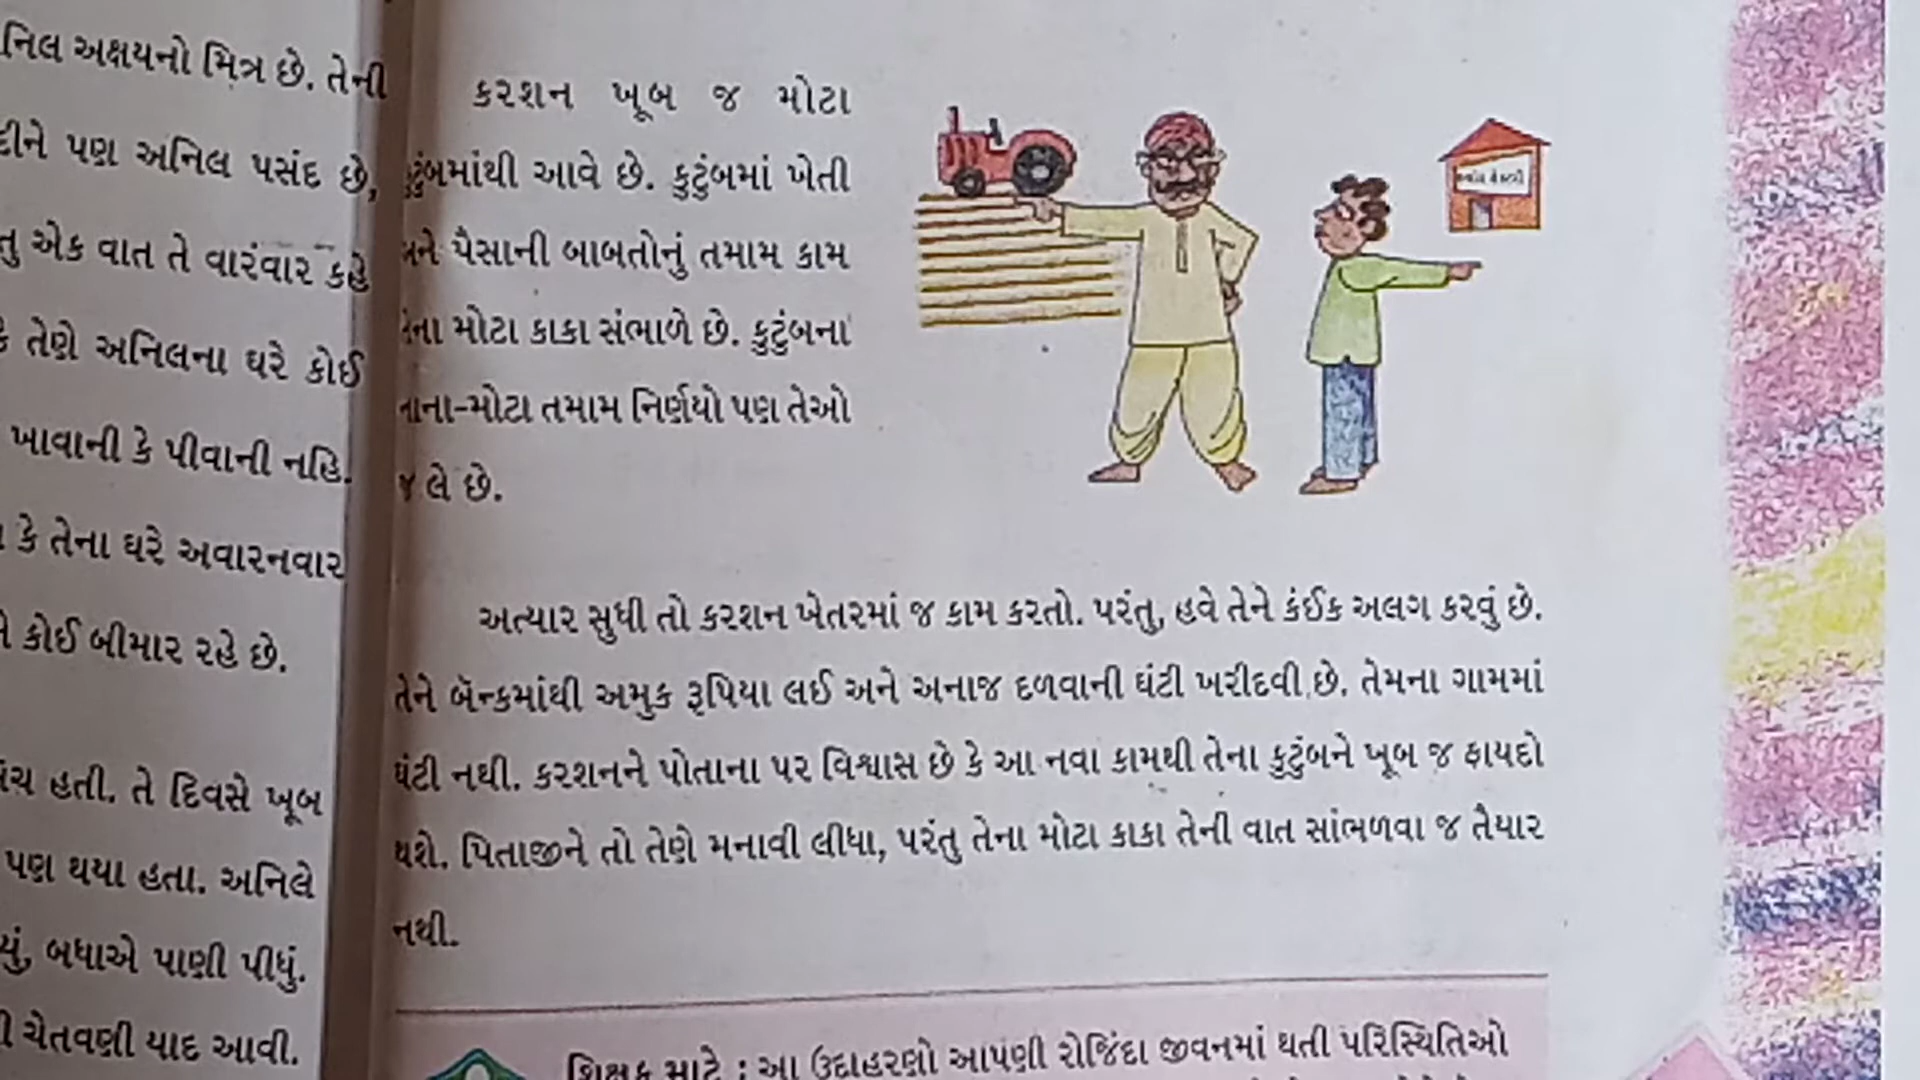 અક્ષયનો મિત્ર છે. તેની
પણ અનિલ પસંદ છે,
એક વાત તે વારંવાર કહે
તેણે અનિલના ઘરે કોઈ
ખાવાની કે પીવાની નહિ.
કે તેના ઘરે અવારનવાર
કોઈ બીમાર રહે છે.
હતી. તે દિવસે ખૂબ
પણ થયા હતા. અનિલે
બધાએ પાણી પીધું.
ચેતવણી યાદ આવી.
કરશન ખૂબ જ મોટા
કુટુંબમાંથી આવે છે. કુટુંબમાં ખેતી
અને પૈસાની બાબતોનું તમામ કામ
તેના મોટા કાકા સંભાળે છે. કુટુંબના
નાના-મોટા તમામ નિર્ણયો પણ તેઓ
જ લે છે.
અત્યાર સુધી તો કરશન ખેતરમાં જ કામ કરતો. પરંતુ, હવે તેને કંઈક અલગ કરવું છે.
તેને બૅન્કમાંથી અમુક રૂપિયા લઈ અને અનાજ દળવાની ઘંટી ખરીદવી છે. તેમના ગામમાં
ઘંટી નથી. કરશનને પોતાના પર વિશ્વાસ છે કે આ નવા કામથી તેના કુટુંબને ખૂબ જ ફાયદો
થશે. પિતાજીને તો તેણે મનાવી લીધા, પરંતુ તેના મોટા કાકા તેની વાત સાંભળવા જ તૈયાર
નથી.
શિક્ષક માટે : આ ઉદાહરણો આપણી રોજિંદા જીવનમાં થતી પરિસ્થિતિઓ